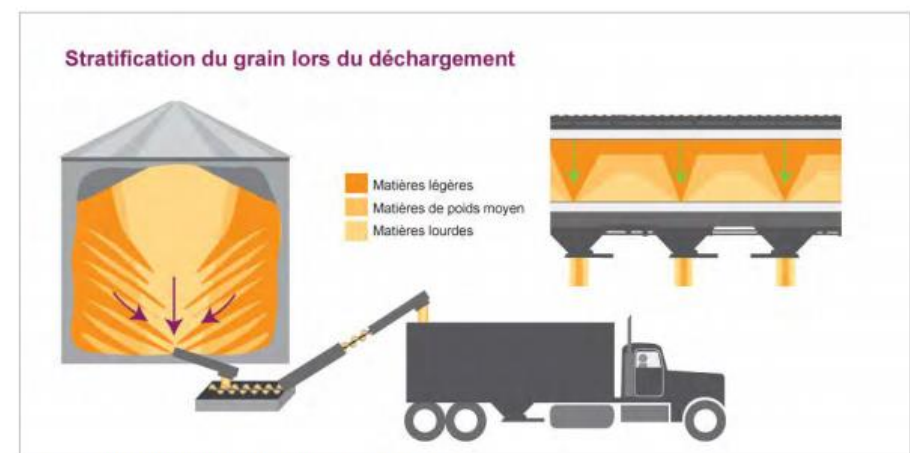 Stratification du grain lors du déchargement
Matières légères
Matières de poids moyen
Matières lourdes